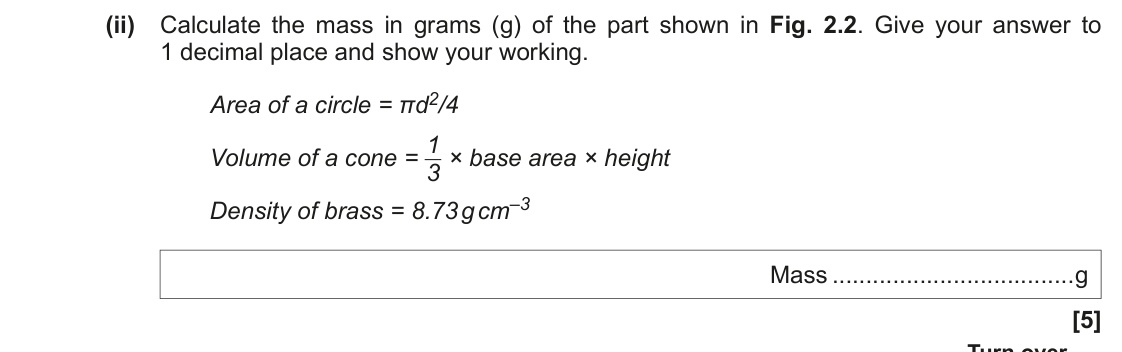 (ii) Calculate the mass in grams (g) of the part shown in Fig. 2.2. Give your answer to
1 decimal place and show your working.
Area of a circle = πd²/4
Volume of a cone = 1/3 × base area × height
Density of brass = 8.73 g cm⁻³
Mass ....................................g
[5]
Turn over